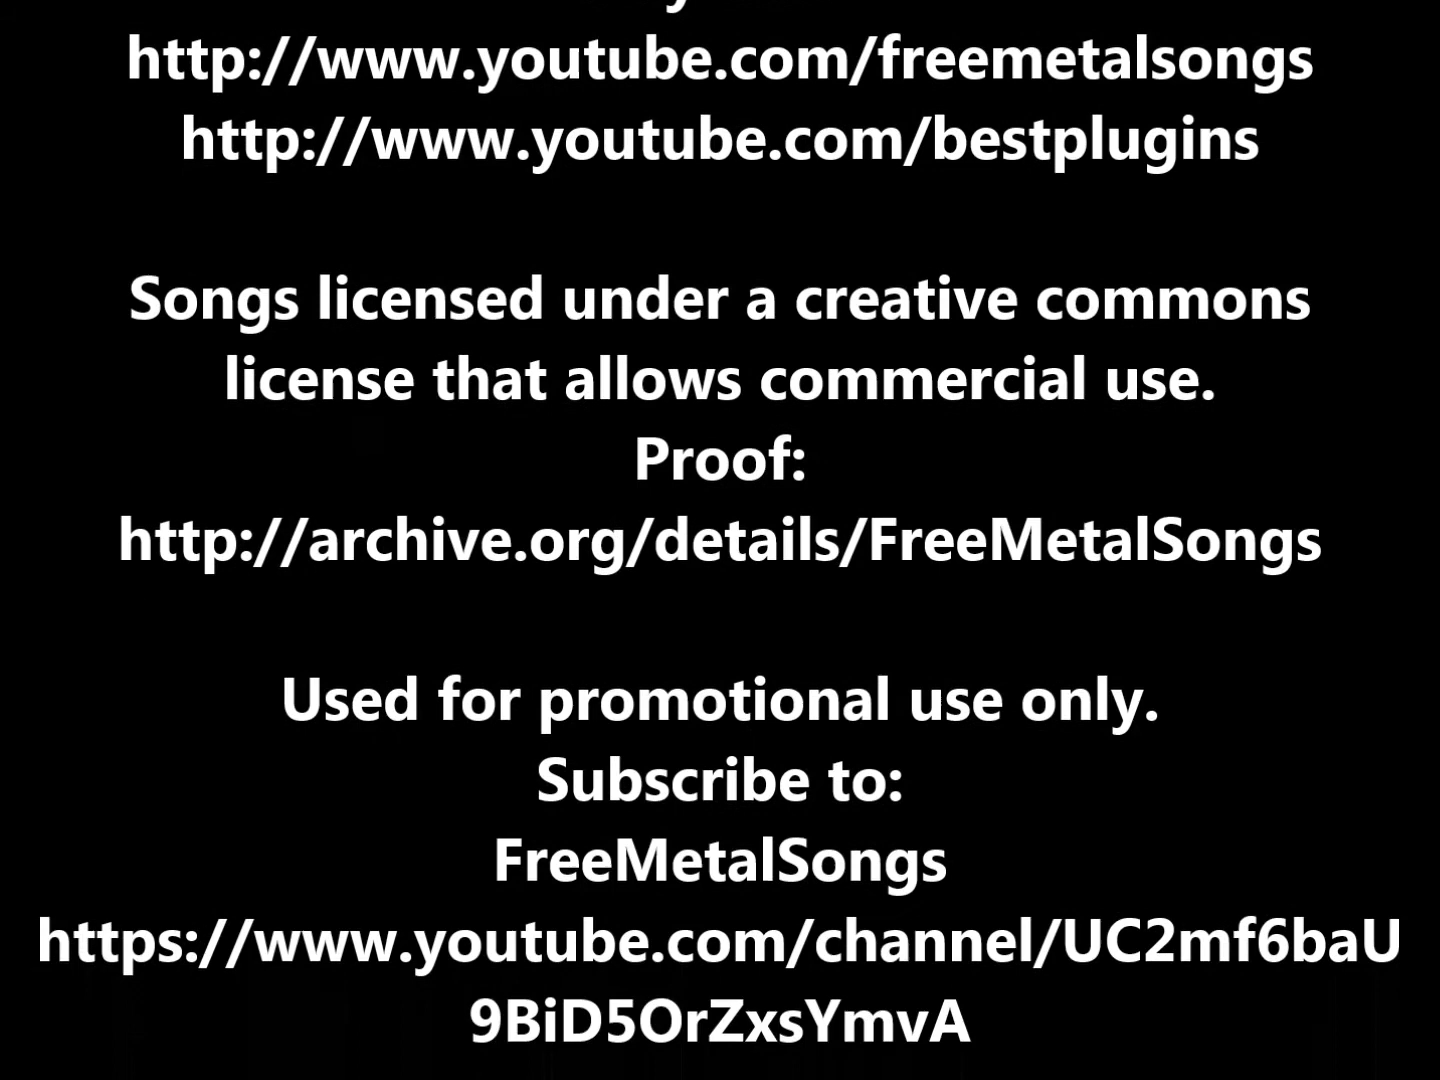 http://www.youtube.com/freemetalsongs
http://www.youtube.com/bestplugins
Songs licensed under a creative commons
license that allows commercial use.
Proof:
http://archive.org/details/FreeMetalSongs
Used for promotional use only.
Subscribe to:
FreeMetalSongs
https://www.youtube.com/channel/UC2mf6baU
9BiD5OrZxsYmvA